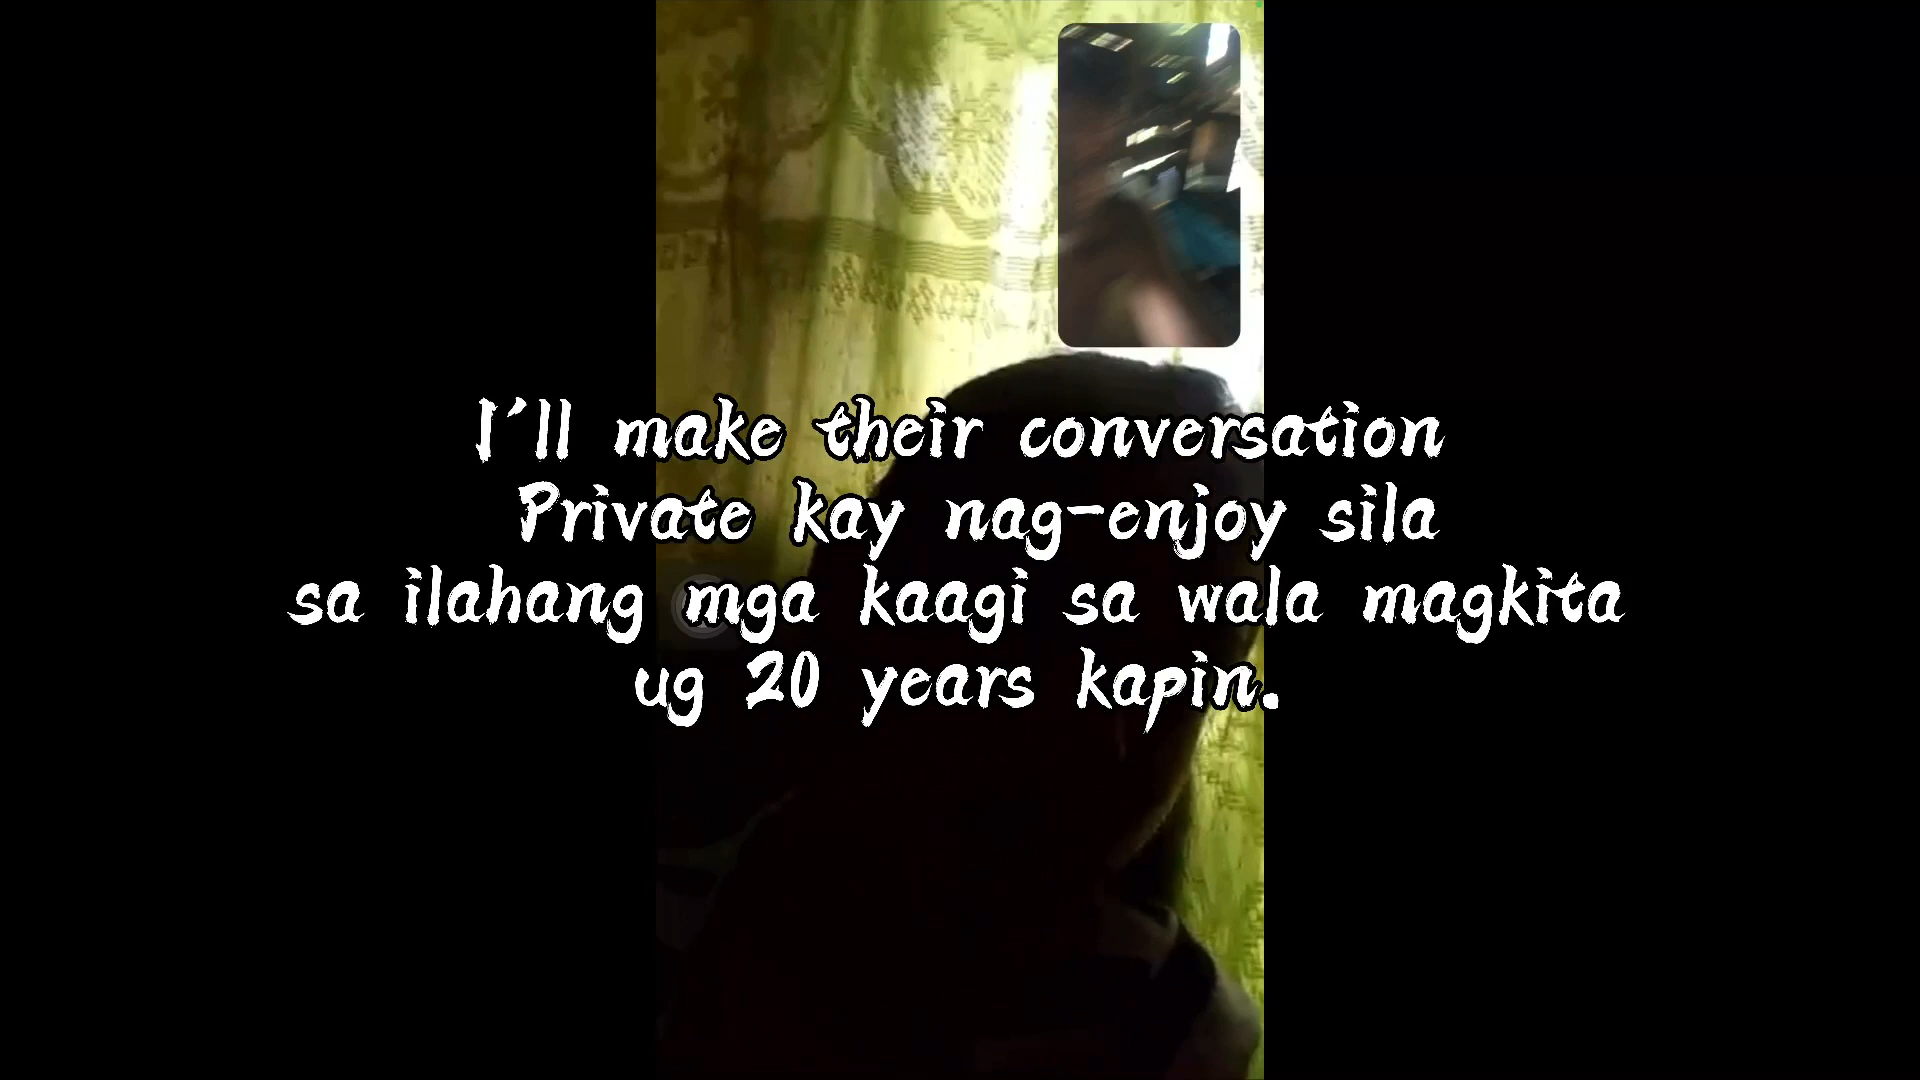 I'll make their conversation
Private kay nag-enjoy sila
sa ilahang mga kaagi sa wala magkita
ug 20 years kapin.